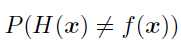 P(H(x) ≠ f(x))